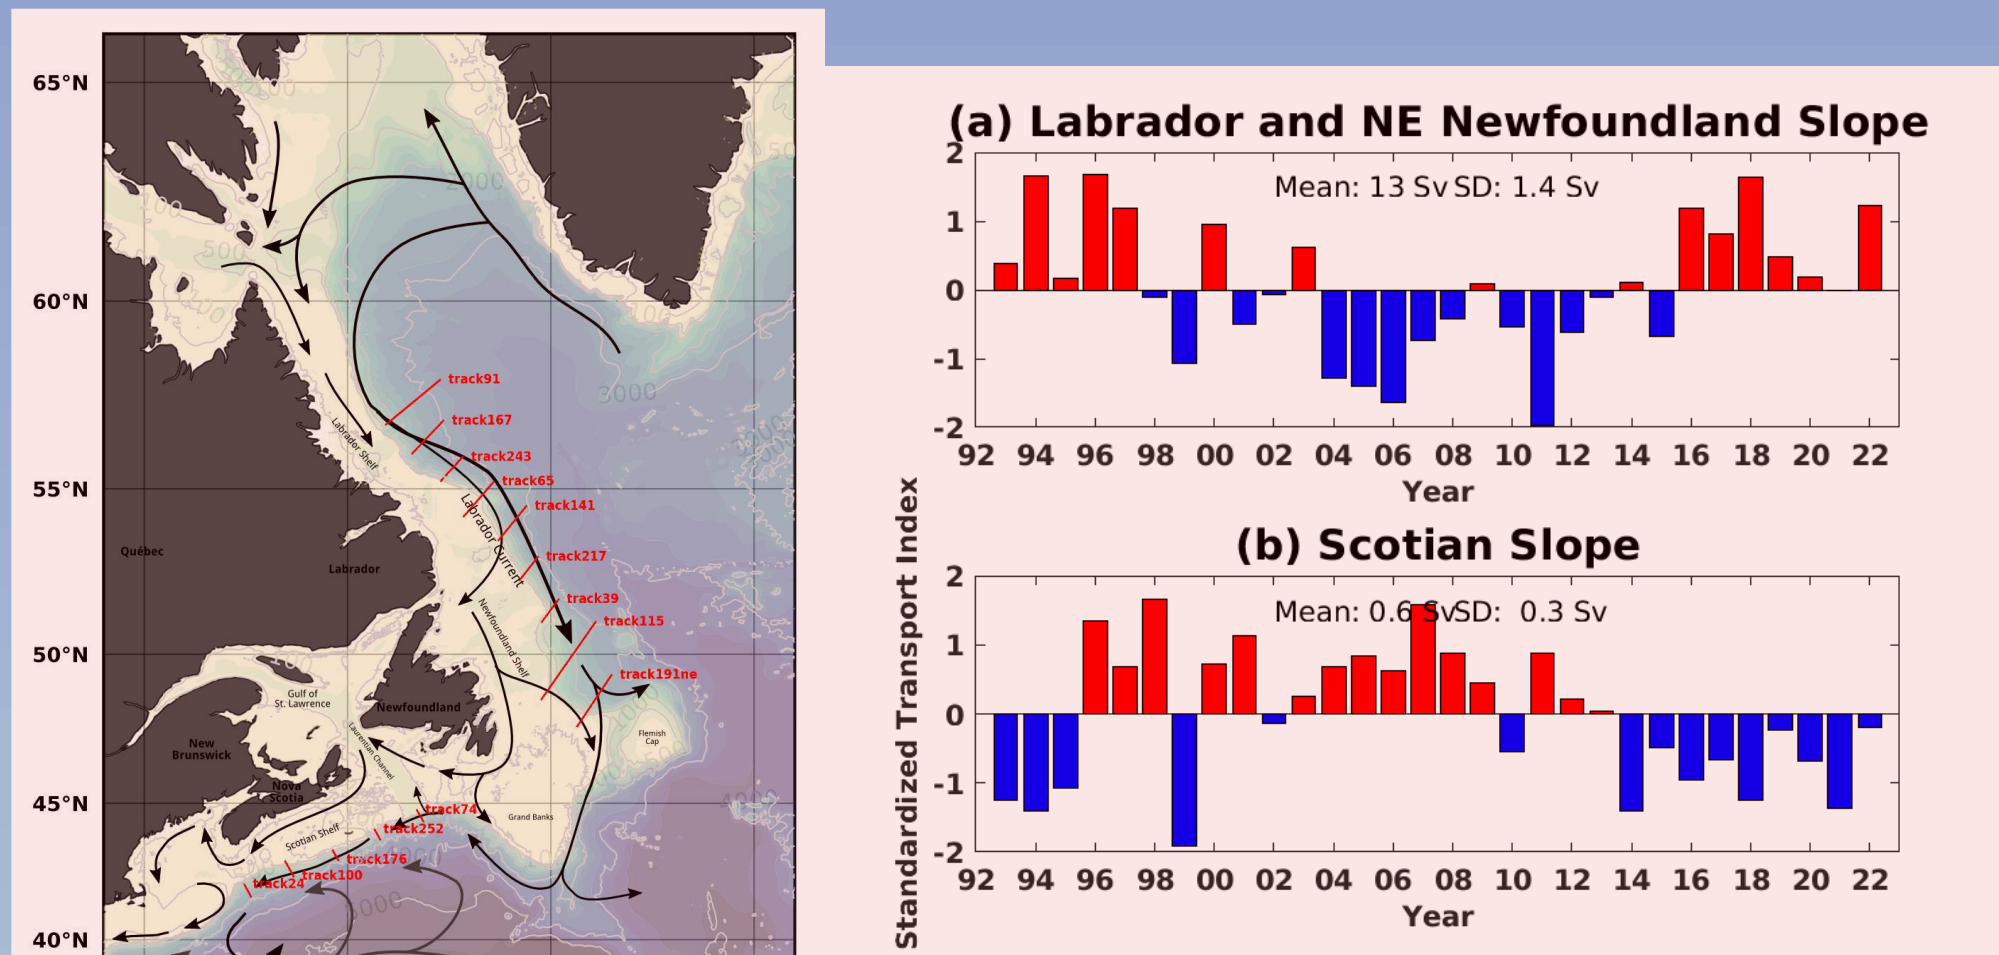 65°N
60°N
55°N
50°N
45°N
40°N
2000
500
3000
track91
track167
track243
track65
track141
track217
track39
track115
track191ne
track74
track252
track176
track100
track24
Labrador Shelf
Labrador Current
Newfoundland Shelf
Québec
Labrador
Gulf of
St. Lawrence
Newfoundland
New
Brunswick
Laurentian Channel
Nova
Scotia
Flemish
Cap
Grand Banks
Scotian Shelf
4000
5000
(a) Labrador and NE Newfoundland Slope
Mean: 13 Sv SD: 1.4 Sv
2
1
0
-1
-2
92 94 96 98 00 02 04 06 08 10 12 14 16 18 20 22
Year
Standardized Transport Index
(b) Scotian Slope
Mean: 0.6 Sv SD: 0.3 Sv
2
1
0
-1
-2
92 94 96 98 00 02 04 06 08 10 12 14 16 18 20 22
Year